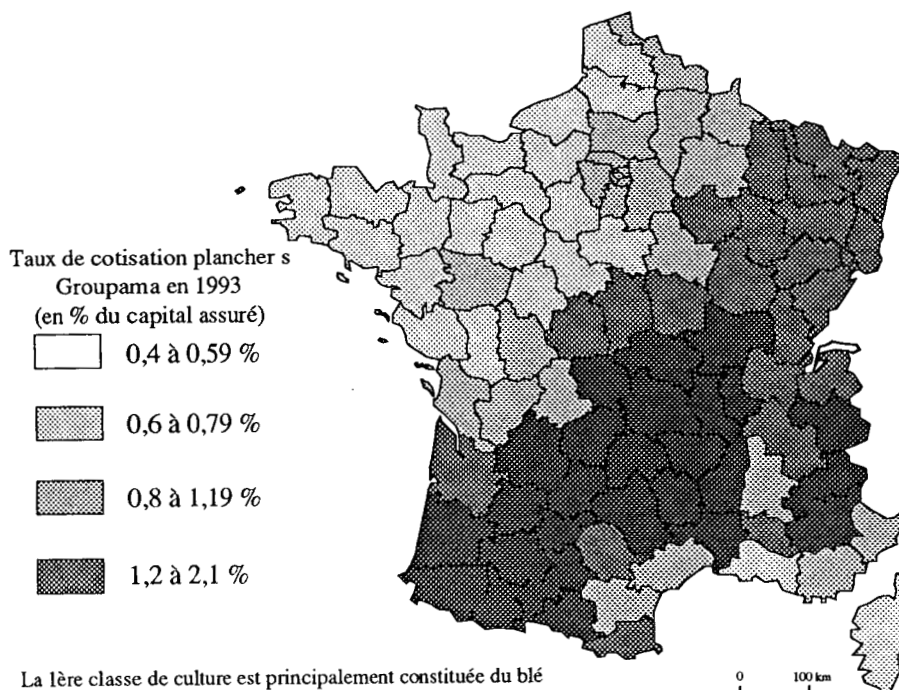 Taux de cotisation plancher s
Groupama en 1993
(en % du capital assuré)
0,4 à 0,59 %
0,6 à 0,79 %
0,8 à 1,19 %
1,2 à 2,1 %
La 1ère classe de culture est principalement constituée du blé
0 100 km